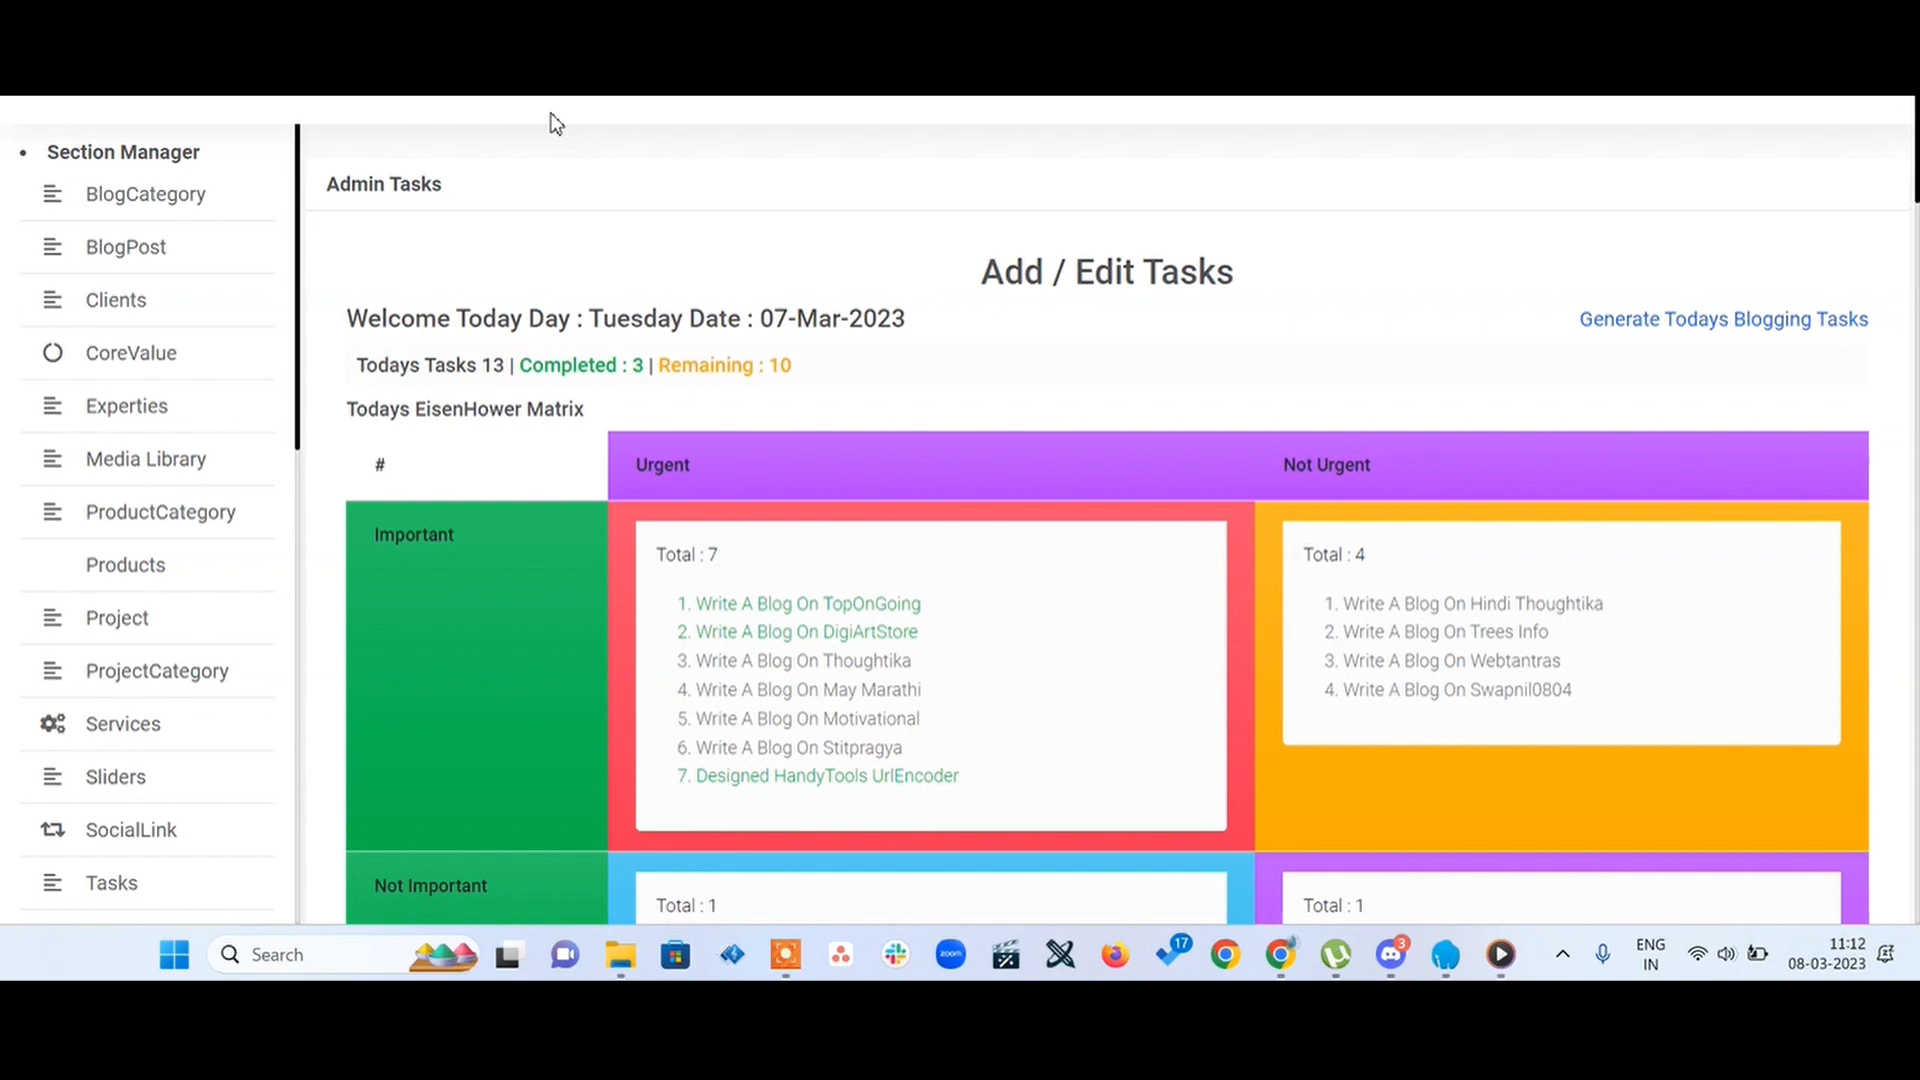 Section Manager
BlogCategory
BlogPost
Clients
CoreValue
Experties
Media Library
ProductCategory
Products
Project
ProjectCategory
Services
Sliders
SocialLink
Tasks
Admin Tasks
Add / Edit Tasks
Welcome Today Day : Tuesday Date : 07-Mar-2023
Generate Todays Blogging Tasks
Todays Tasks 13 | Completed : 3 | Remaining : 10
Todays EisenHower Matrix
# Urgent Not Urgent
Important
Total : 7
1. Write A Blog On TopOnGoing
2. Write A Blog On DigiArtStore
3. Write A Blog On Thoughtika
4. Write A Blog On May Marathi
5. Write A Blog On Motivational
6. Write A Blog On Stitpragya
7. Designed HandyTools UrlEncoder
Total : 4
1. Write A Blog On Hindi Thoughtika
2. Write A Blog On Trees Info
3. Write A Blog On Webtantras
4. Write A Blog On Swapnil0804
Not Important
Total : 1
Total : 1
Search
zoom
17
3
ENG
IN
11:12
08-03-2023